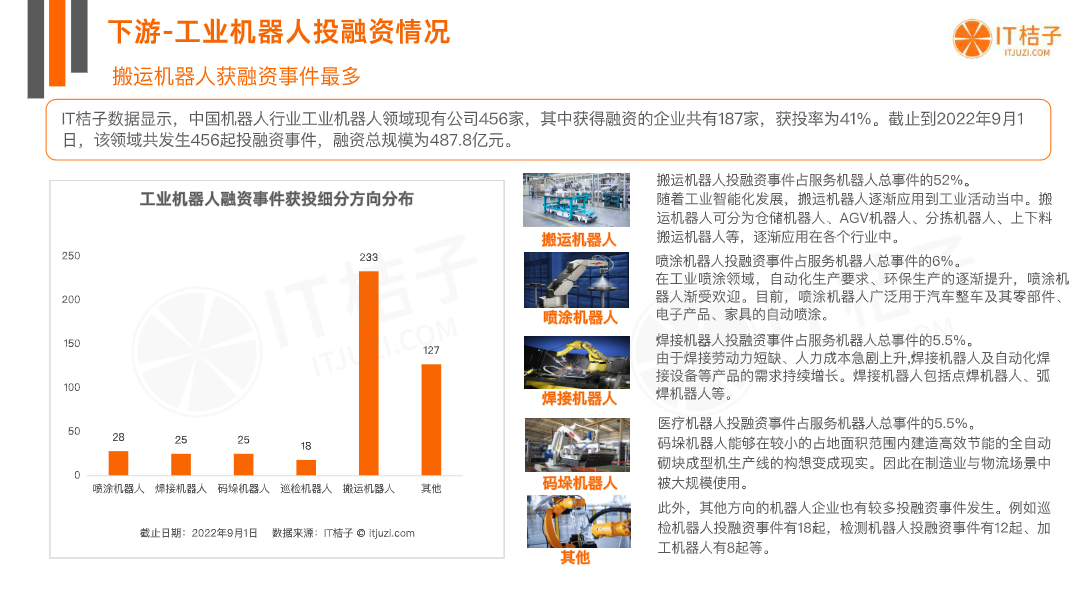 下游-工业机器人投融资情况
搬运机器人获融资事件最多
IT桔子
ITJUZI.COM
IT桔子数据显示，中国机器人行业工业机器人领域现有公司456家，其中获得融资的企业共有187家，获投率为41%。截止到2022年9月1
日，该领域共发生456起投融资事件，融资总规模为487.8亿元。
工业机器人融资事件获投细分方向分布
250
200
150
100
50
0
28
25
25
18
233
127
喷涂机器人
焊接机器人
码垛机器人
巡检机器人
搬运机器人
其他
截止日期：2022年9月1日 数据来源：IT桔子 © itjuzi.com
IT桔子
ITJUZI.COM
搬运机器人
搬运机器人投融资事件占服务机器人总事件的52%。
随着工业智能化发展，搬运机器人逐渐应用到工业活动当中。搬
运机器人可分为仓储机器人、AGV机器人、分拣机器人、上下料
搬运机器人等，逐渐应用在各个行业中。
喷涂机器人
喷涂机器人投融资事件占服务机器人总事件的6%。
在工业喷涂领域，自动化生产要求、环保生产的逐渐提升，喷涂机
器人渐受欢迎。目前，喷涂机器人广泛用于汽车整车及其零部件、
电子产品、家具的自动喷涂。
焊接机器人
焊接机器人投融资事件占服务机器人总事件的5.5%。
由于焊接劳动力短缺、人力成本急剧上升,焊接机器人及自动化焊
接设备等产品的需求持续增长。焊接机器人包括点焊机器人、弧
焊机器人等。
码垛机器人
医疗机器人投融资事件占服务机器人总事件的5.5%。
码垛机器人能够在较小的占地面积范围内建造高效节能的全自动
砌块成型机生产线的构想变成现实。因此在制造业与物流场景中
被大规模使用。
其他
此外，其他方向的机器人企业也有较多投融资事件发生。例如巡
检机器人投融资事件有18起，检测机器人投融资事件有12起、加
工机器人有8起等。